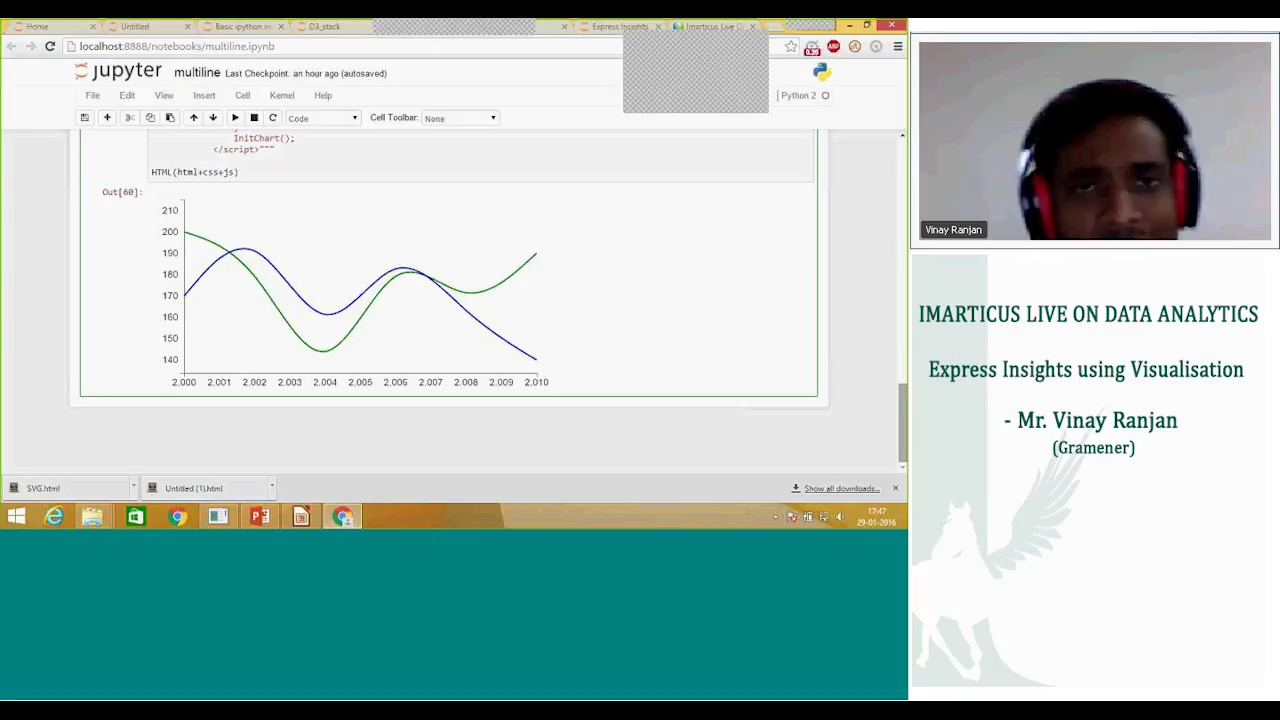 Home
Untitled
Basic ipython n
D3_stack
Express Insights
Imarticus Live O
localhost:8888/notebooks/multiline.ipynb
jupyter multiline Last Checkpoint: an hour ago (autosaved)
File Edit View Insert Cell Kernel Help
Python 2
Code
Cell Toolbar: None
InitChart();
</script>"""
HTML(html+css+js)
Out[60]:
210
200
190
180
170
160
150
140
2.000 2.001 2.002 2.003 2.004 2.005 2.006 2.007 2.008 2.009 2.010
SVG.html
Untitled (1).html
Show all downloads...
17:47
29-01-2016
Vinay Ranjan
IMARTICUS LIVE ON DATA ANALYTICS
Express Insights using Visualisation
- Mr. Vinay Ranjan
(Gramener)